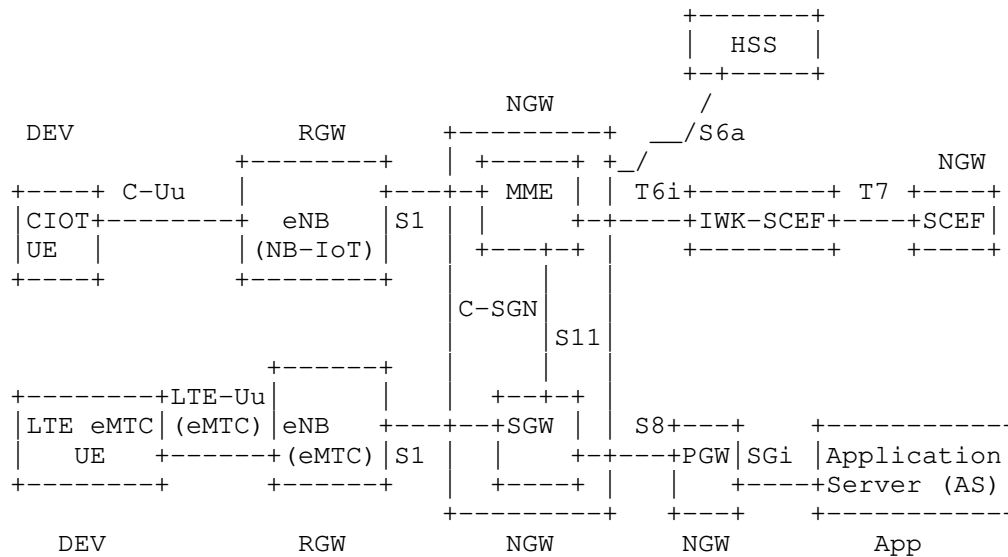 HSS
NGW
DEV RGW S6a
NGW
C-Uu MME T6i T7
CIOT eNB S1 IWK-SCEF SCEF
UE (NB-IoT)
C-SGN
S11
LTE-Uu
LTE eMTC (eMTC) eNB SGW S8
UE (eMTC) S1 PGW SGi Application
Server (AS)
DEV RGW NGW NGW App